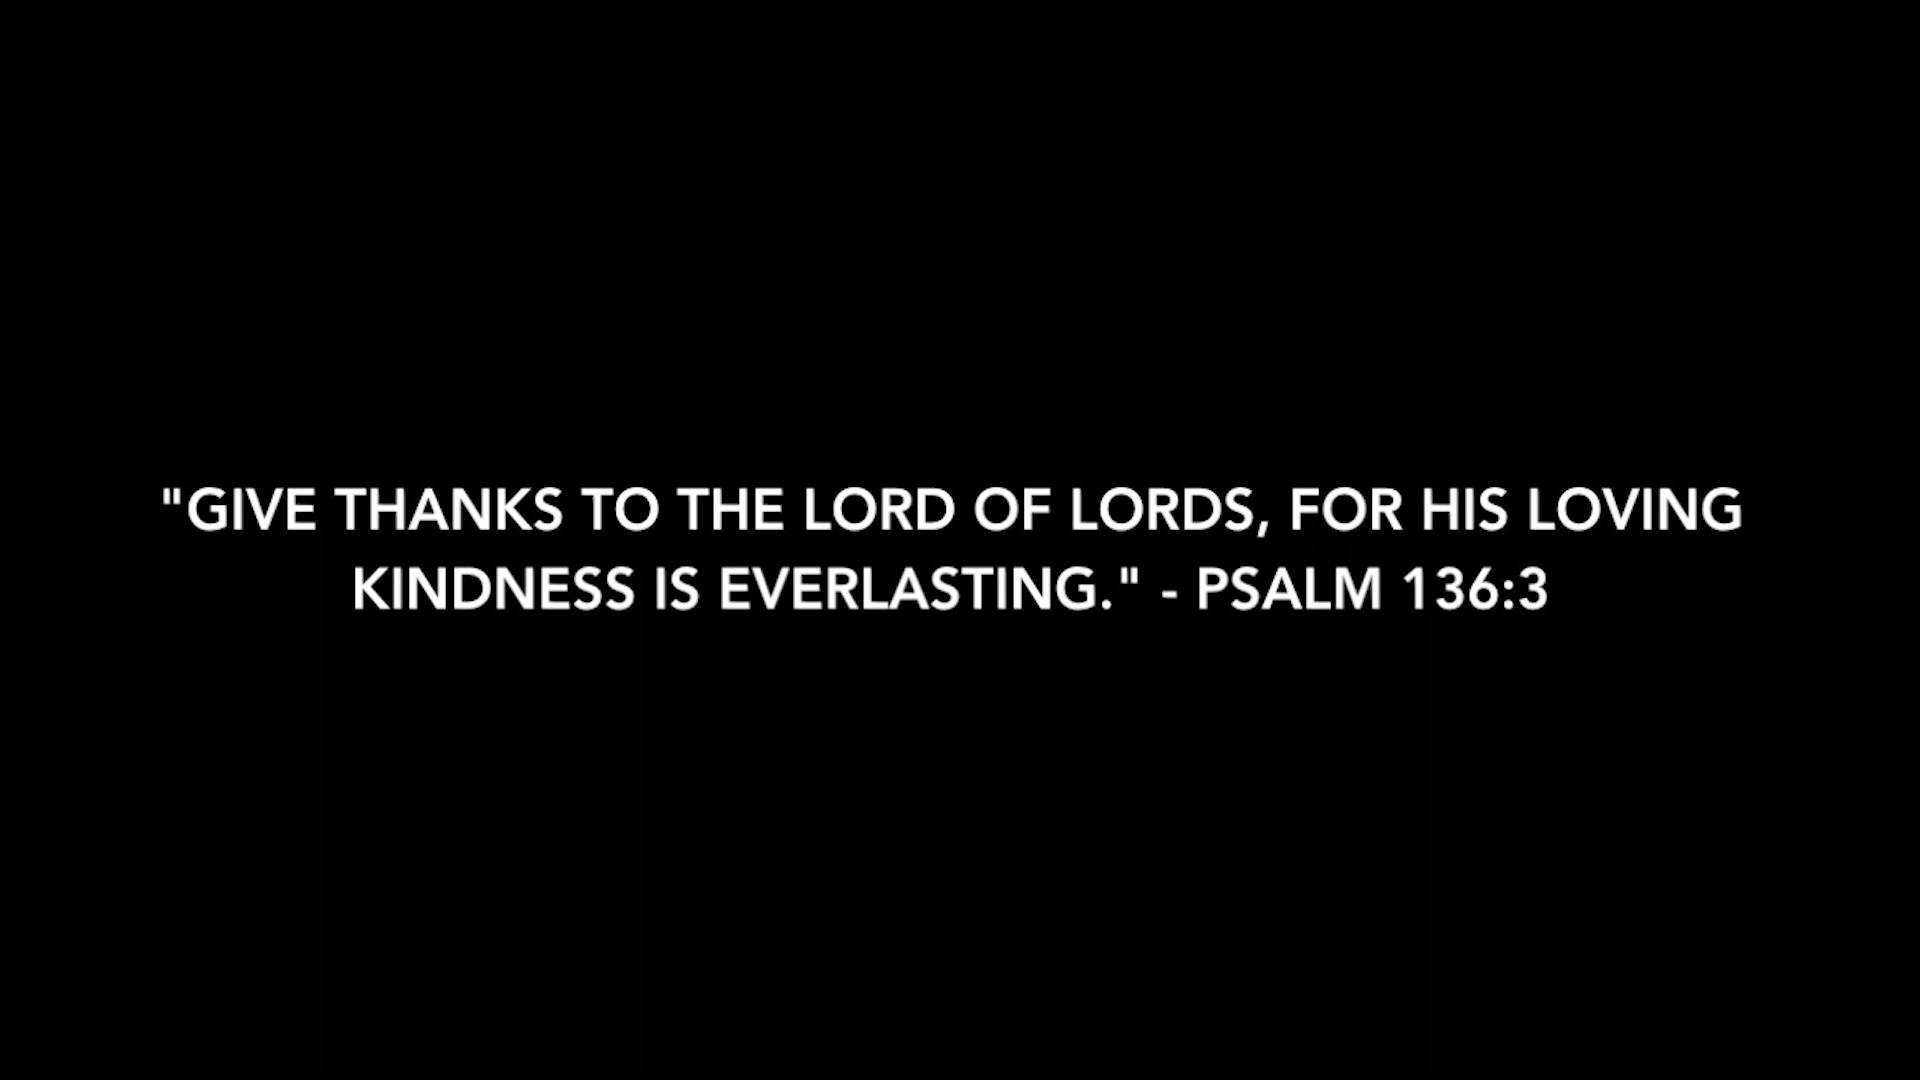 "GIVE THANKS TO THE LORD OF LORDS, FOR HIS LOVING
KINDNESS IS EVERLASTING." - PSALM 136:3